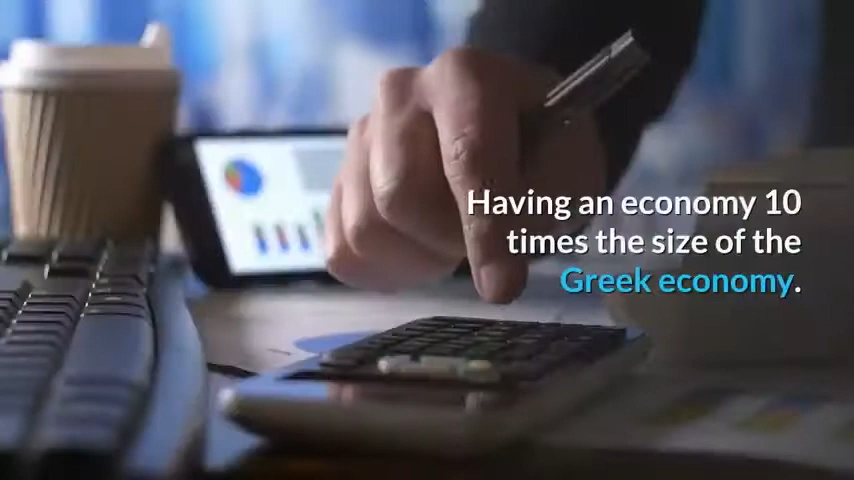 Having an economy 10
times the size of the
Greek economy.